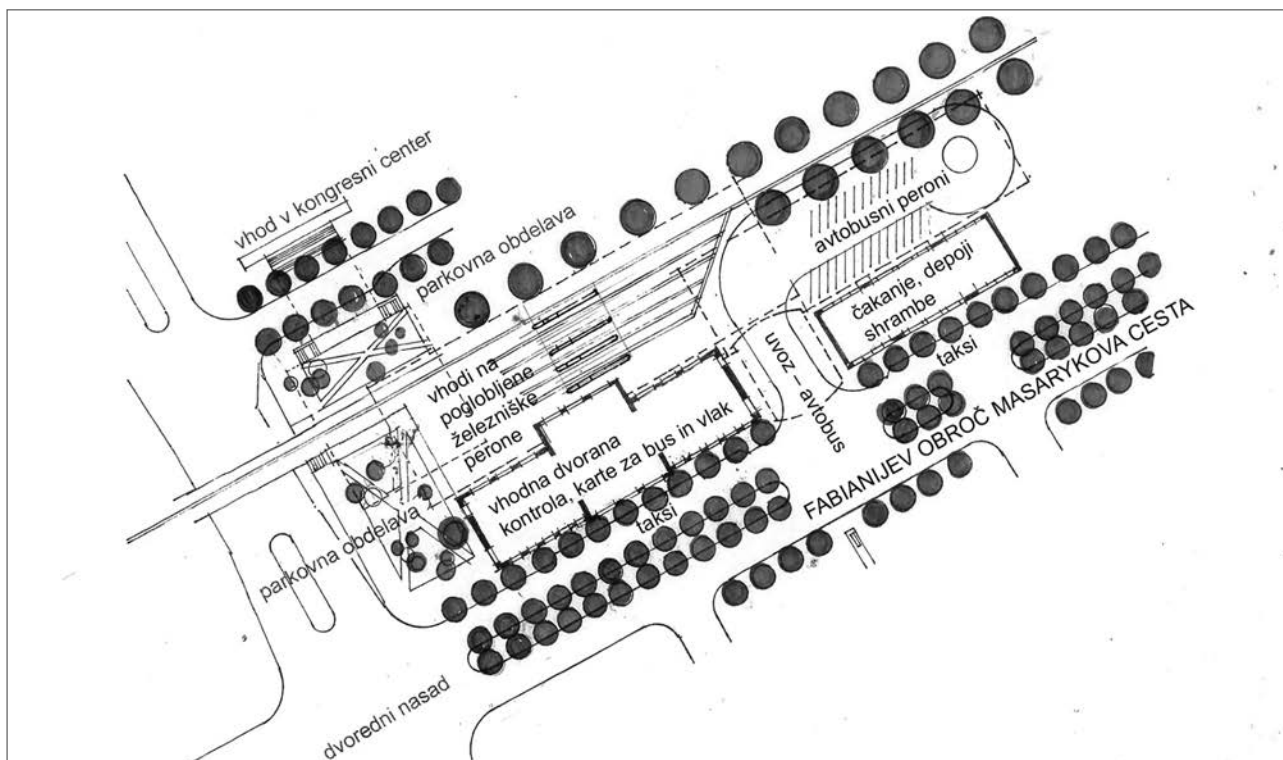 vhod v kongresni center
parkovna obdelava
avtobusni peroni
čakanje, depoji
shrambe
taksi
vhodi na
poglobljene
železniške
perone
uvoz avtobus
vhodna dvorana
kontrola, karte za bus in vlak
taksi
parkovna obdelava
dvoredni nasad
FABIANIJEV OBROČ MASARYKOVA CESTA